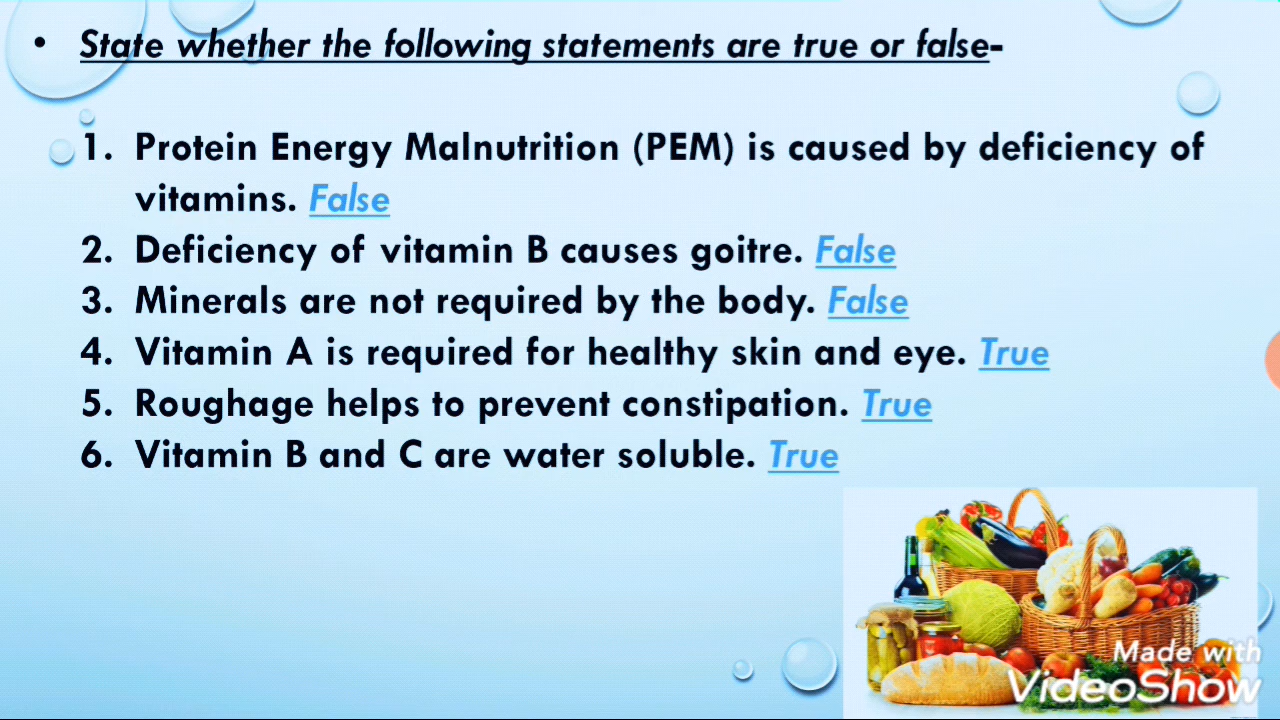 • State whether the following statements are true or false-
1. Protein Energy Malnutrition (PEM) is caused by deficiency of
vitamins. False
2. Deficiency of vitamin B causes goitre. False
3. Minerals are not required by the body. False
4. Vitamin A is required for healthy skin and eye. True
5. Roughage helps to prevent constipation. True
6. Vitamin B and C are water soluble. True
Made with
VideoShow